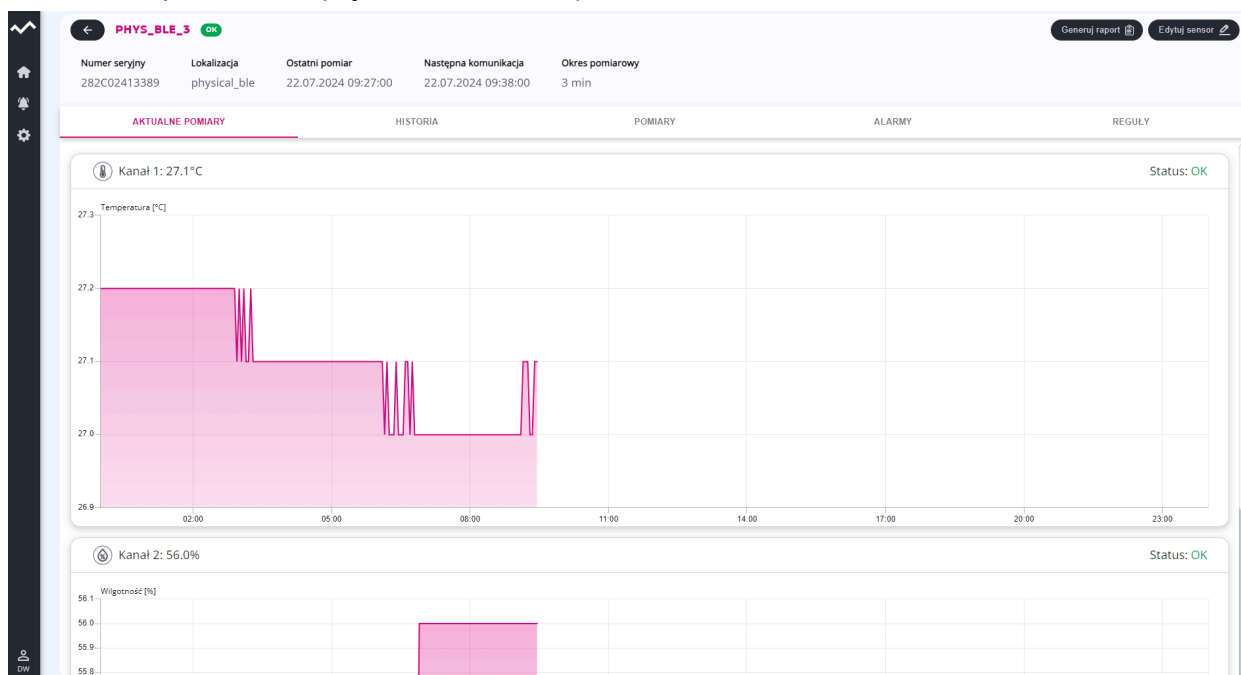 PHYS_BLE_3 OK
Generuj raport Edytuj sensor
Numer seryjny Lokalizacja Ostatni pomiar Następna komunikacja Okres pomiarowy
282C02413389 physical_ble 22.07.2024 09:27:00 22.07.2024 09:38:00 3 min
AKTUALNE POMIARY HISTORIA POMIARY ALARMY REGUŁY
Kanał 1: 27.1°C Status: OK
Temperatura [°C]
27.3
27.2
27.1
27.0
26.9
02:00 05:00 08:00 11:00 14:00 17:00 20:00 23:00
Kanał 2: 56.0% Status: OK
Wilgotność [%]
56.1
56.0
55.9
55.8
DW